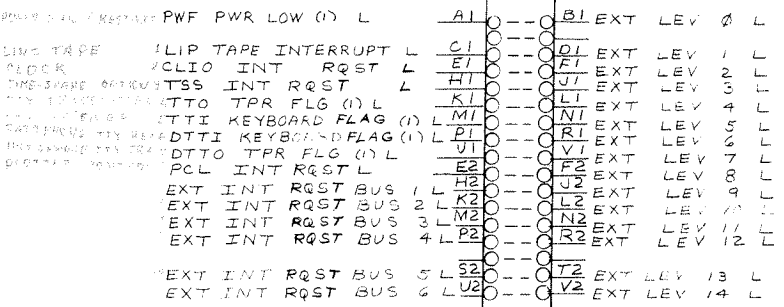 PWF PWR LOW (1) L A1 B1 EXT LEV 0 L
LINE TAPE LIP TAPE INTERRUPT L C1 D1 EXT LEV 1 L
CLOCK CLIO INT RQST L E1 F1 EXT LEV 2 L
TSS INT RQST L H1 J1 EXT LEV 3 L
TTO TPR FLG (1) L K1 L1 EXT LEV 4 L
TTI KEYBOARD FLAG (1) L M1 N1 EXT LEV 5 L
DTTI KEYBOARD FLAG (1) L P1 R1 EXT LEV 6 L
DTTO TPR FLG (1) L U1 V1 EXT LEV 7 L
PCL INT RQST L E2 F2 EXT LEV 8 L
EXT INT RQST BUS 1 L H2 J2 EXT LEV 9 L
EXT INT RQST BUS 2 L K2 L2 EXT LEV 10 L
EXT INT RQST BUS 3 L M2 N2 EXT LEV 11 L
EXT INT RQST BUS 4 L P2 R2 EXT LEV 12 L
EXT INT RQST BUS 5 L S2 T2 EXT LEV 13 L
EXT INT RQST BUS 6 L U2 V2 EXT LEV 14 L